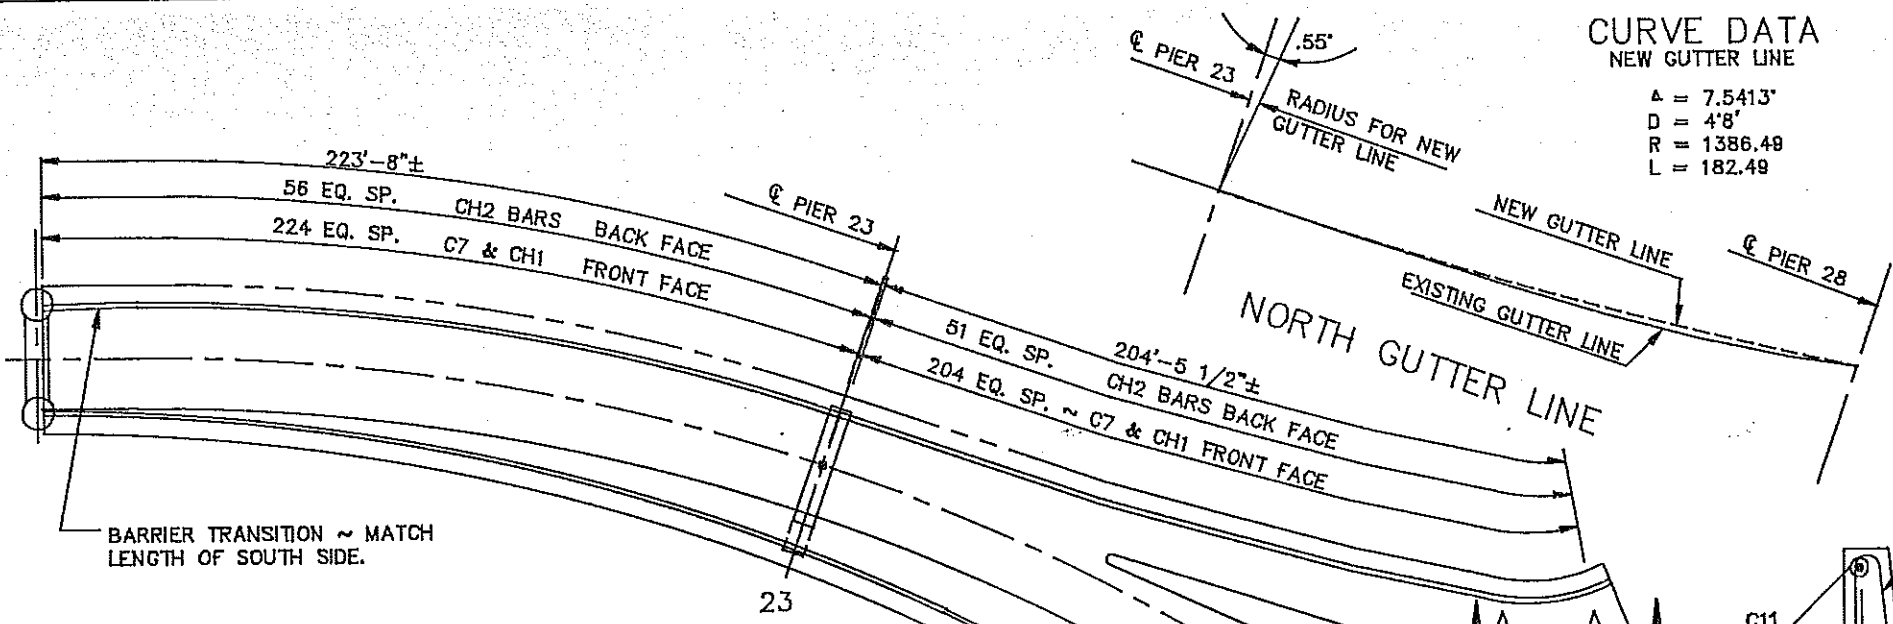 CURVE DATA
NEW GUTTER LINE
Δ = 7.5413°
D = 4°8'
R = 1386.49
L = 182.49
.55°
℄ PIER 23
RADIUS FOR NEW
GUTTER LINE
NEW GUTTER LINE
EXISTING GUTTER LINE
℄ PIER 28
NORTH GUTTER LINE
223'-8"±
56 EQ. SP. CH2 BARS BACK FACE
224 EQ. SP. C7 & CH1 FRONT FACE
℄ PIER 23
204'-5 1/2"±
51 EQ. SP. CH2 BARS BACK FACE
204 EQ. SP. ~ C7 & CH1 FRONT FACE
BARRIER TRANSITION ~ MATCH
LENGTH OF SOUTH SIDE.
23
C11